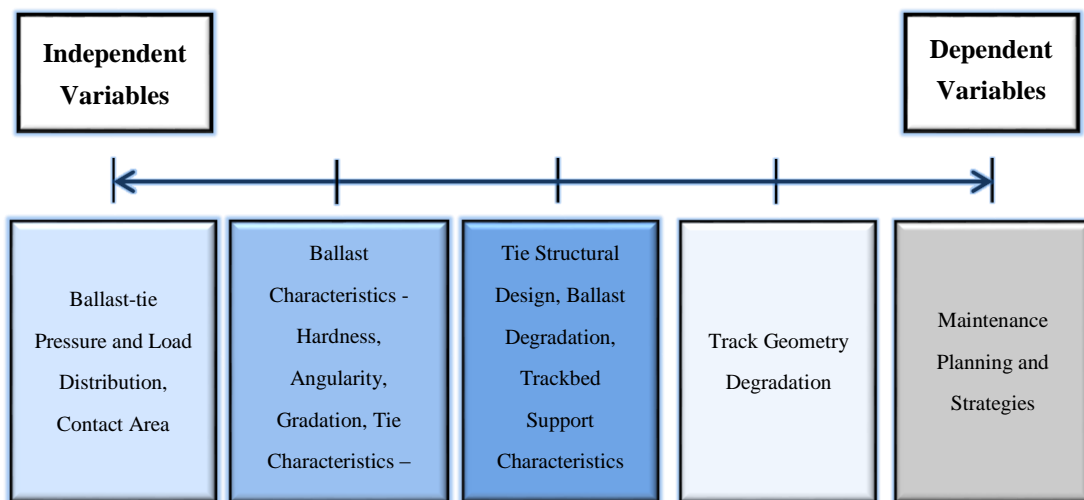 Independent
Variables
Dependent
Variables
Ballast-tie
Pressure and Load
Distribution,
Contact Area
Ballast
Characteristics -
Hardness,
Angularity,
Gradation, Tie
Characteristics –
Tie Structural
Design, Ballast
Degradation,
Trackbed
Support
Characteristics
Track Geometry
Degradation
Maintenance
Planning and
Strategies